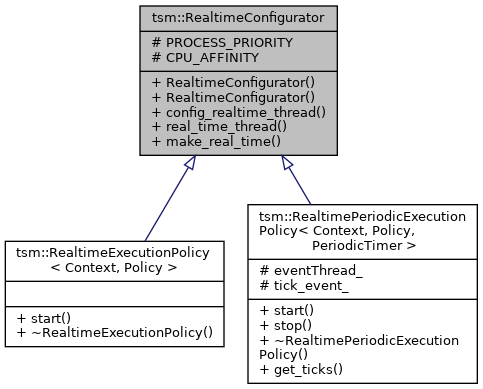 tsm::RealtimeConfigurator
# PROCESS_PRIORITY
# CPU_AFFINITY
+ RealtimeConfigurator()
+ RealtimeConfigurator()
+ config_realtime_thread()
+ real_time_thread()
+ make_real_time()
tsm::RealtimeExecutionPolicy
< Context, Policy >
+ start()
+ ~RealtimeExecutionPolicy()
tsm::RealtimePeriodicExecution
Policy< Context, Policy,
PeriodicTimer >
# eventThread_
# tick_event_
+ start()
+ stop()
+ ~RealtimePeriodicExecution
Policy()
+ get_ticks()